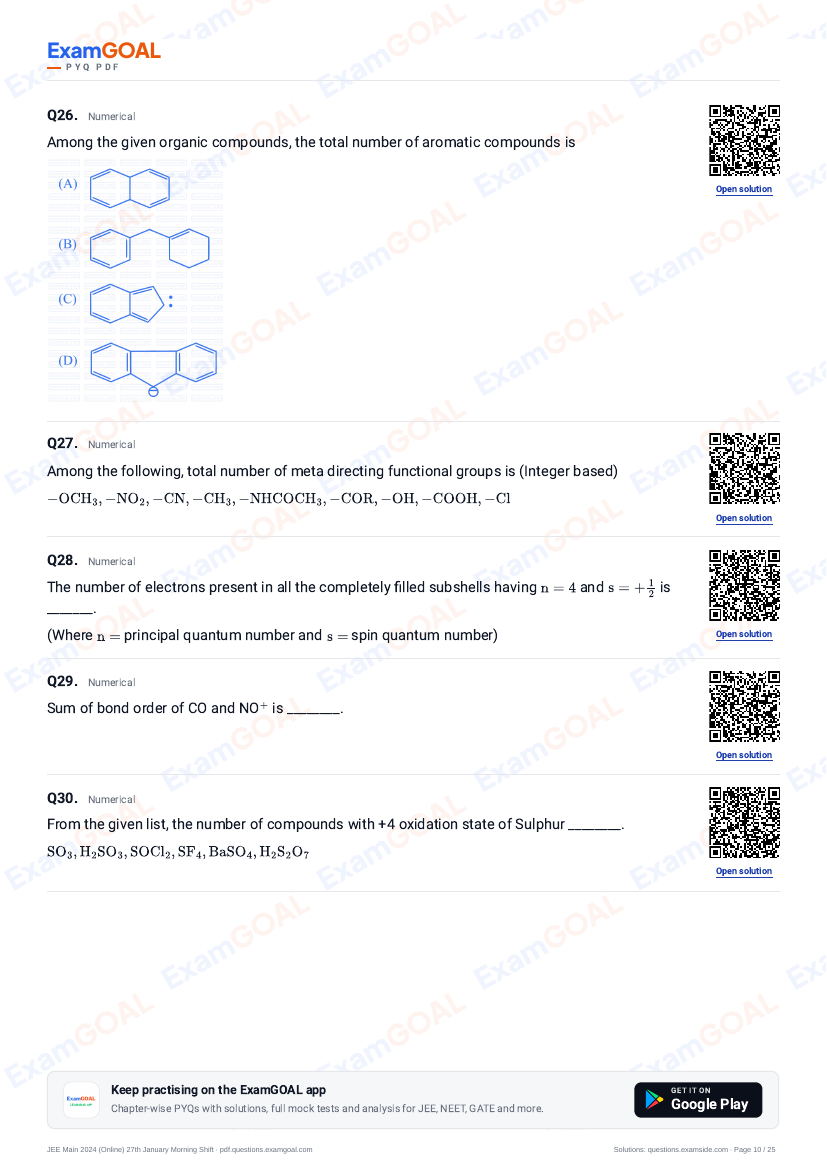 ExamGOAL
PYQ PDF
Q26. Numerical
Among the given organic compounds, the total number of aromatic compounds is
(A)
(B)
(C)
(D)
Open solution
Q27. Numerical
Among the following, total number of meta directing functional groups is (Integer based)
−OCH₃, −NO₂, −CN, −CH₃, −NHCOCH₃, −COR, −OH, −COOH, −Cl
Open solution
Q28. Numerical
The number of electrons present in all the completely filled subshells having n = 4 and s = +1/2 is
_______.
(Where n = principal quantum number and s = spin quantum number)
Open solution
Q29. Numerical
Sum of bond order of CO and NO⁺ is ________.
Open solution
Q30. Numerical
From the given list, the number of compounds with +4 oxidation state of Sulphur ________.
SO₃, H₂SO₃, SOCl₂, SF₄, BaSO₄, H₂S₂O₇
Open solution
Keep practising on the ExamGOAL app
Chapter-wise PYQs with solutions, full mock tests and analysis for JEE, NEET, GATE and more.
GET IT ON
Google Play
JEE Main 2024 (Online) 27th January Morning Shift · pdf.questions.examgoal.com
Solutions: questions.examside.com · Page 10 / 25